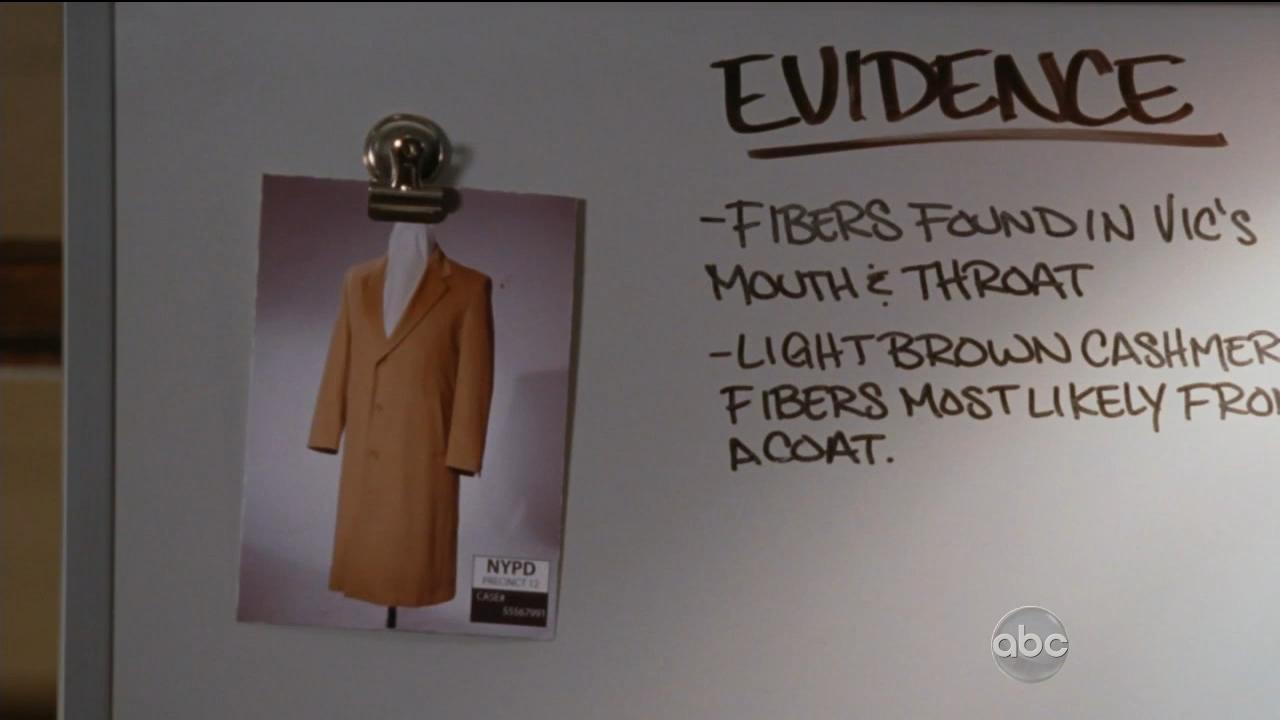 EVIDENCE
-FIBERS FOUND IN VIC'S
MOUTH & THROAT
-LIGHT BROWN CASHMER
FIBERS MOST LIKELY FRO
A COAT.
NYPD
PRECINCT 12
CASE#
55567991
abc